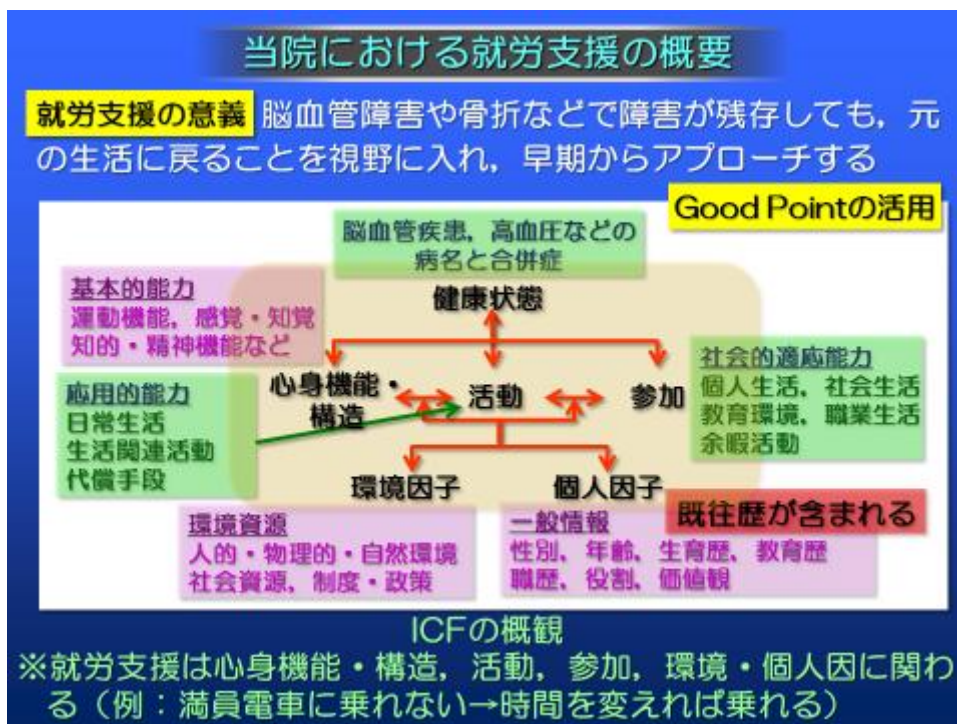 当院における就労支援の概要
就労支援の意義 脳血管障害や骨折などで障害が残存しても，元
の生活に戻ることを視野に入れ，早期からアプローチする
Good Pointの活用
脳血管疾患，高血圧などの
病名と合併症
健康状態
基本的能力
運動機能，感覚・知覚
知的・精神機能など
心身機能・
構造
活動
参加
社会的適応能力
個人生活，社会生活
教育環境，職業生活
余暇活動
応用的能力
日常生活
生活関連活動
代償手段
環境因子
個人因子
環境資源
人的・物理的・自然環境
社会資源，制度・政策
一般情報
性別，年齢，生育歴，教育歴
職歴，役割，価値観
既往歴が含まれる
ICFの概観
※就労支援は心身機能・構造，活動，参加，環境・個人因に関わ
る（例：満員電車に乗れない→時間を変えれば乗れる）